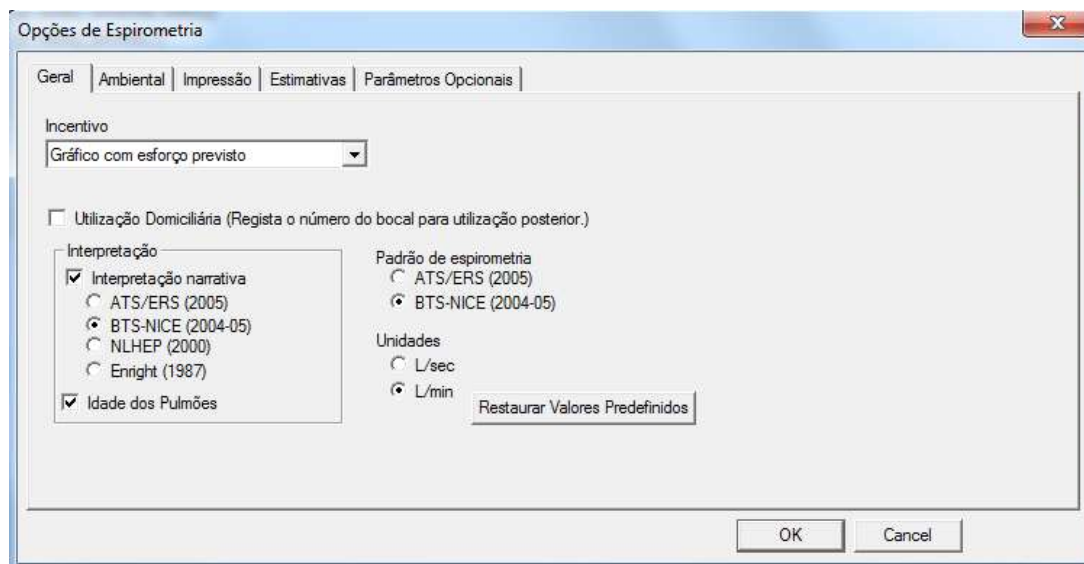 Opções de Espirometria
Geral Ambiental Impressão Estimativas Parâmetros Opcionais
Incentivo
Gráfico com esforço previsto
Utilização Domiciliária (Regista o número do bocal para utilização posterior.)
Interpretação
Interpretação narrativa
ATS/ERS (2005)
BTS-NICE (2004-05)
NLHEP (2000)
Enright (1987)
Idade dos Pulmões
Padrão de espirometria
ATS/ERS (2005)
BTS-NICE (2004-05)
Unidades
L/sec
L/min
Restaurar Valores Predefinidos
OK Cancel